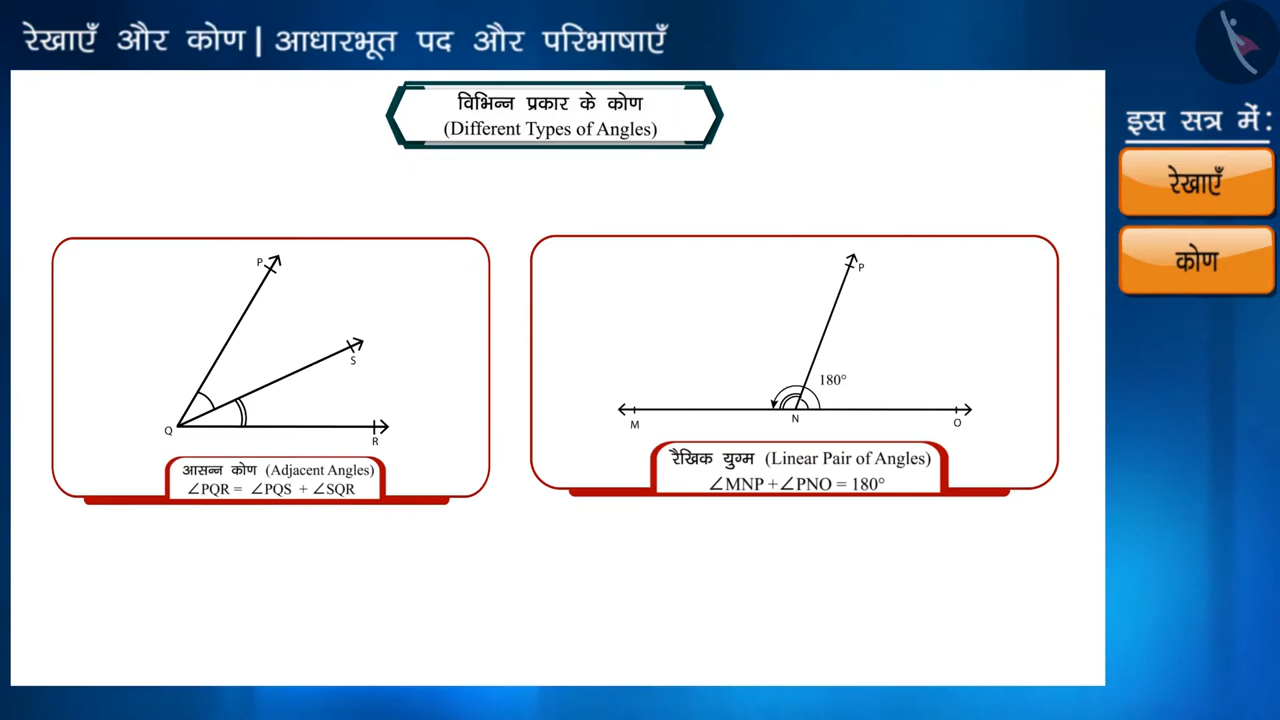 रेखाएँ और कोण | आधारभूत पद और परिभाषाएँ
विभिन्न प्रकार के कोण
(Different Types of Angles)
इस सत्र में:
रेखाएँ
कोण
P
S
Q
R
आसन्न कोण (Adjacent Angles)
∠PQR = ∠PQS + ∠SQR
P
180°
M
N
O
रैखिक युग्म (Linear Pair of Angles)
∠MNP +∠PNO = 180°